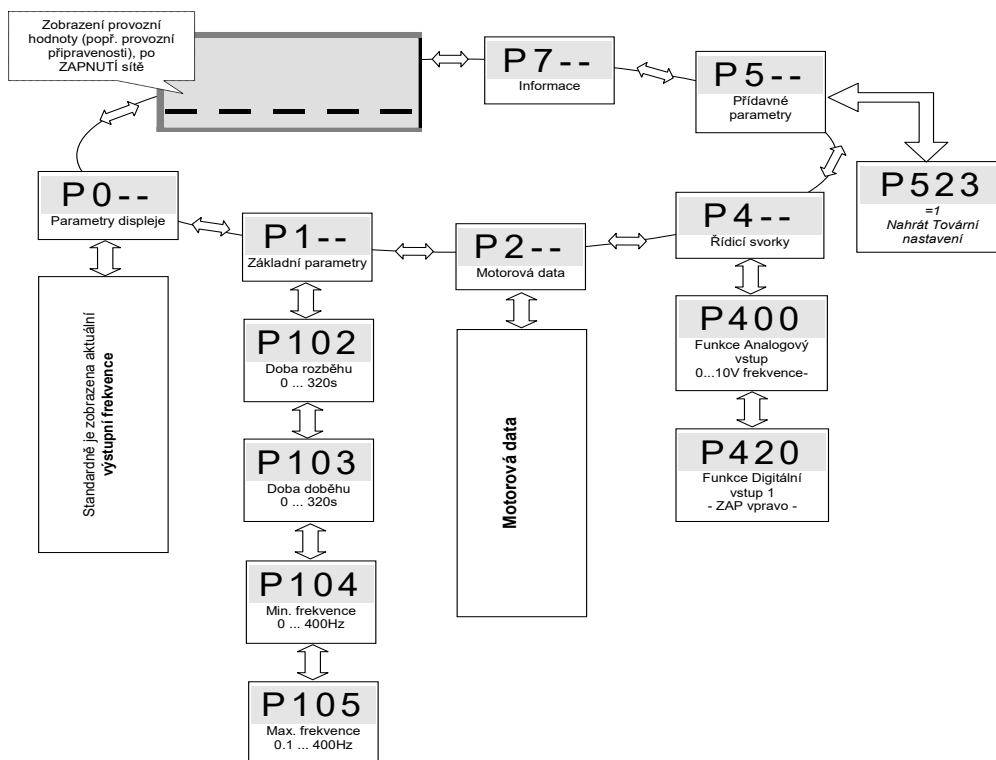 Zobrazení provozní
hodnoty (popř. provozní
připravenosti), po
ZAPNUTÍ sítě
P7--
Informace
P5--
Přídavné
parametry
P523
=1
Nahrát Tovární
nastavení
P0--
Parametry displeje
P1--
Základní parametry
P2--
Motorová data
P4--
Řídicí svorky
Standardně je zobrazena aktuální
výstupní frekvence
P102
Doba rozběhu
0 ... 320s
P103
Doba doběhu
0 ... 320s
P104
Min. frekvence
0 ... 400Hz
P105
Max. frekvence
0.1 ... 400Hz
Motorová data
P400
Funkce Analogový
vstup
0...10V frekvence-
P420
Funkce Digitální
vstup 1
- ZAP vpravo -